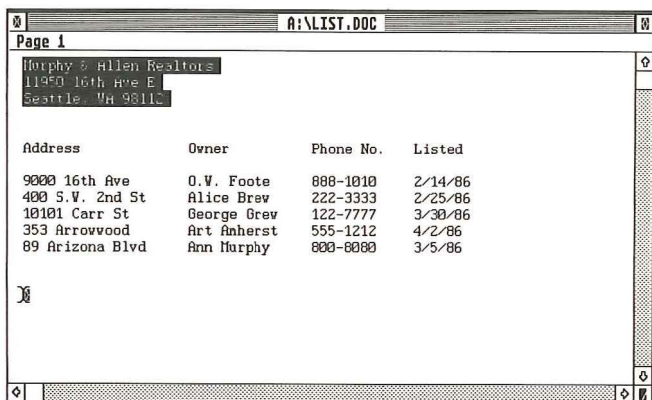 A:\LIST.DOC
Page 1
Murphy & Allen Realtors
11950 16th Ave E
Seattle, WA 98112
Address Owner Phone No. Listed
9000 16th Ave O.W. Foote 888-1010 2/14/86
400 S.W. 2nd St Alice Brew 222-3333 2/25/86
10101 Carr St George Grew 122-7777 3/30/86
353 Arrowwood Art Anherst 555-1212 4/2/86
89 Arizona Blvd Ann Murphy 800-8080 3/5/86